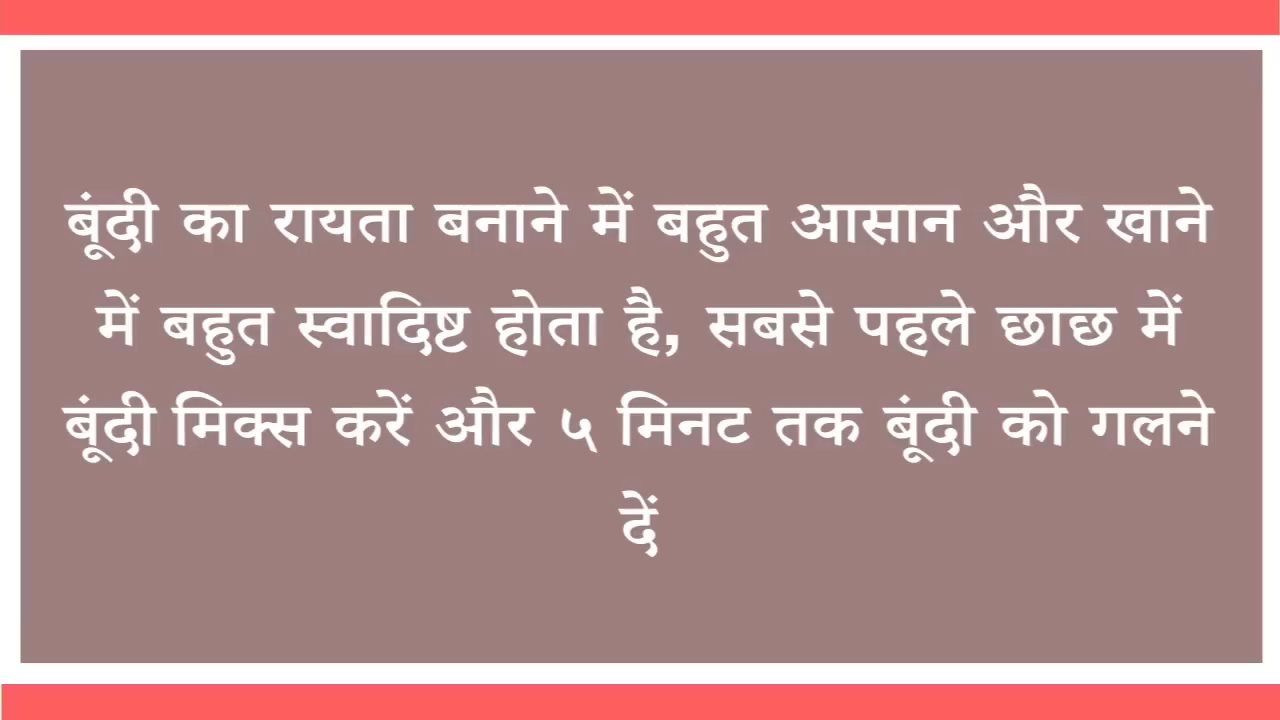 बूंदी का रायता बनाने में बहुत आसान और खाने
में बहुत स्वादिष्ट होता है, सबसे पहले छाछ में
बूंदी मिक्स करें और ५ मिनट तक बूंदी को गलने
दें